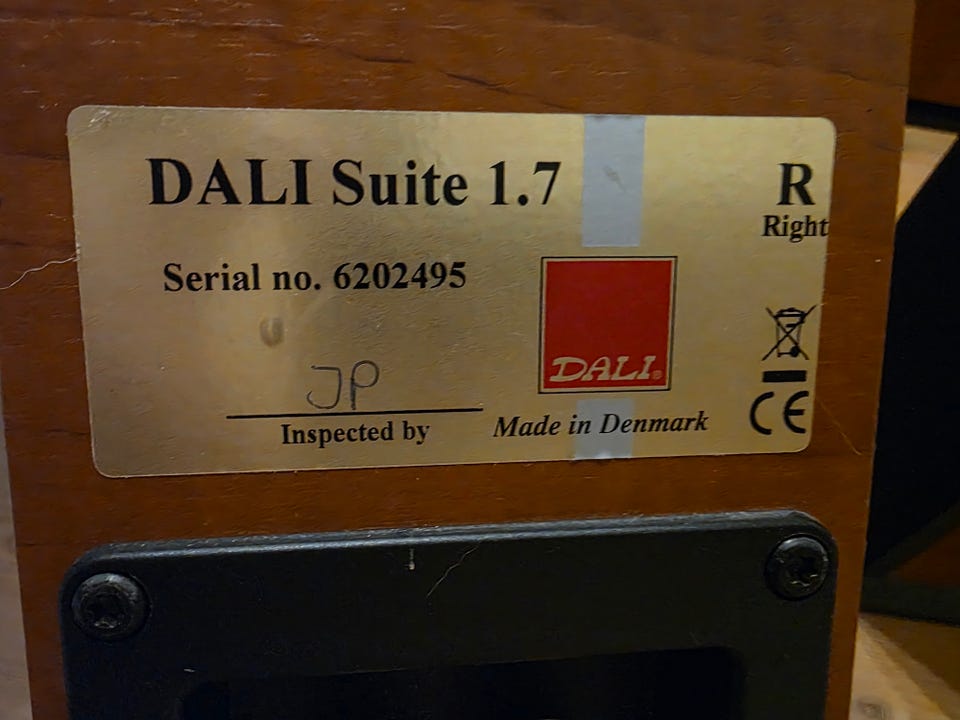 DALI Suite 1.7
R
Right
Serial no. 6202495
DALI®
JP
Inspected by
Made in Denmark
CE